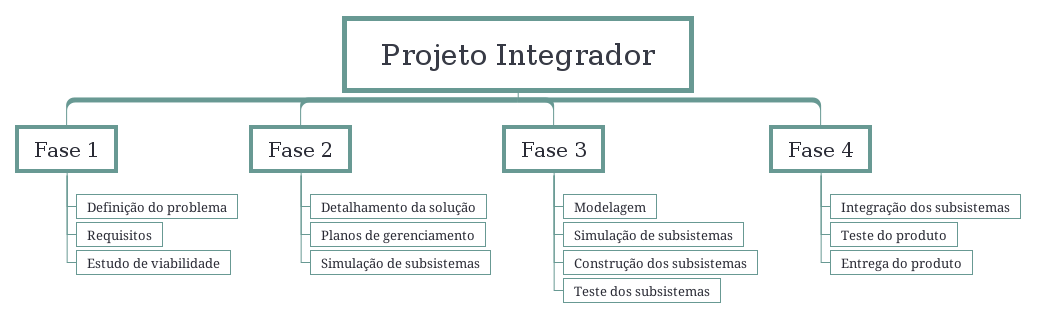 Projeto Integrador
Fase 1
Definição do problema
Requisitos
Estudo de viabilidade
Fase 2
Detalhamento da solução
Planos de gerenciamento
Simulação de subsistemas
Fase 3
Modelagem
Simulação de subsistemas
Construção dos subsistemas
Teste dos subsistemas
Fase 4
Integração dos subsistemas
Teste do produto
Entrega do produto